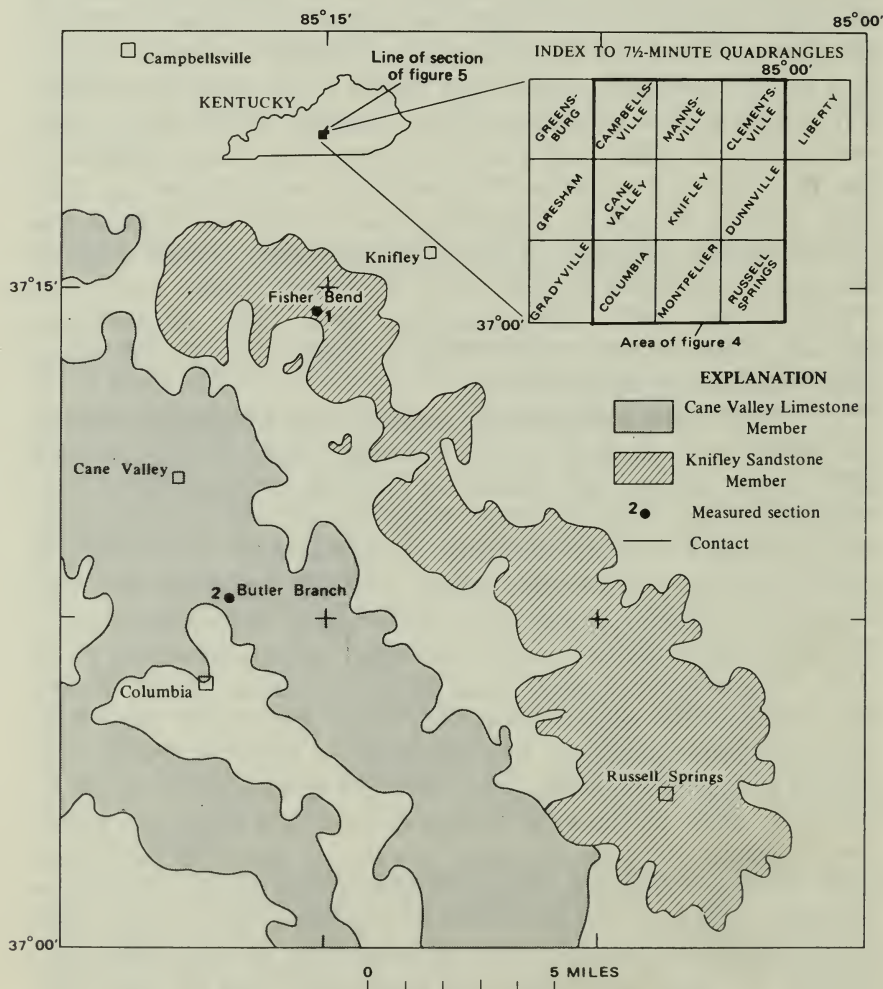 85°15'
85°00'
Campbellsville
Line of section
of figure 5
KENTUCKY
INDEX TO 7½-MINUTE QUADRANGLES
85°00'
GREENS-
BURG
CAMPBELLS-
VILLE
MANNS-
VILLE
CLEMENTS-
VILLE
LIBERTY
GRESHAM
CANE
VALLEY
KNIFLEY
DUNNVILLE
GRADYVILLE
COLUMBIA
MONTPELIER
RUSSELL
SPRINGS
37°00'
Area of figure 4
Knifley
37°15'
Fisher Bend
1
EXPLANATION
Cane Valley Limestone
Member
Knifley Sandstone
Member
2 Measured section
Contact
Cane Valley
2 Butler Branch
Columbia
Russell Springs
37°00'
0 5 MILES